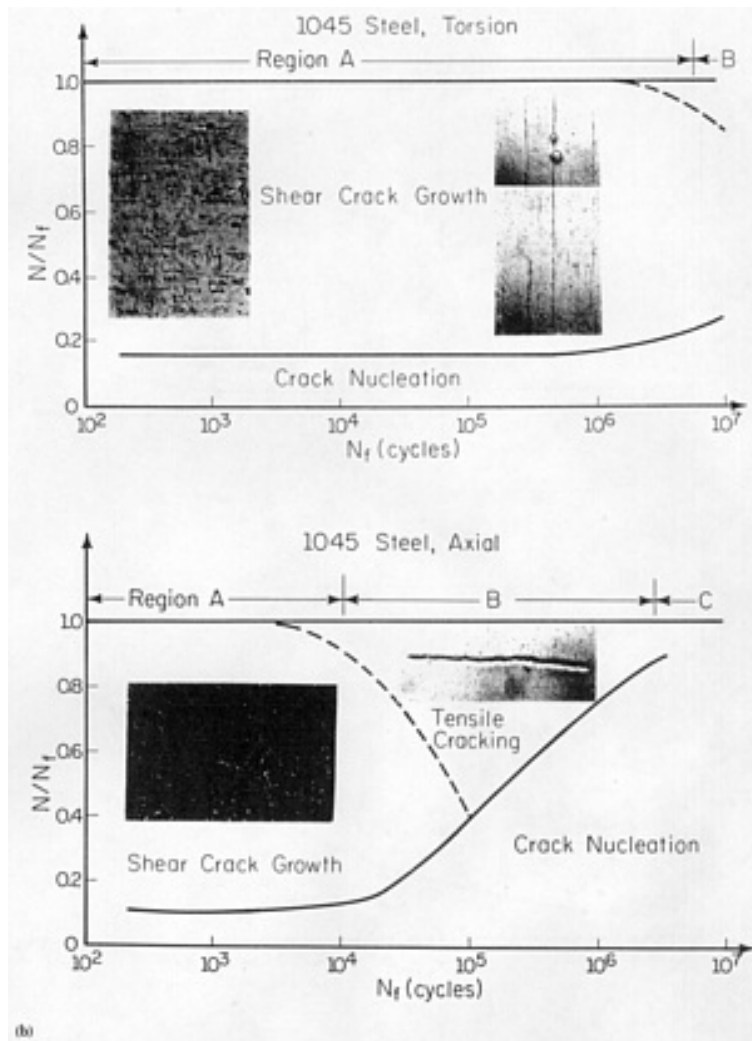 1045 Steel, Torsion
Region A B
1.0
0.8
Shear Crack Growth
0.6
N/Nf
0.4
0.2
Crack Nucleation
0
10² 10³ 10⁴ 10⁵ 10⁶ 10⁷
Nf (cycles)
1045 Steel, Axial
Region A B C
1.0
0.8
Tensile
Cracking
0.6
N/Nf
0.4
Crack Nucleation
Shear Crack Growth
0.2
0
10² 10³ 10⁴ 10⁵ 10⁶ 10⁷
Nf (cycles)
(b)